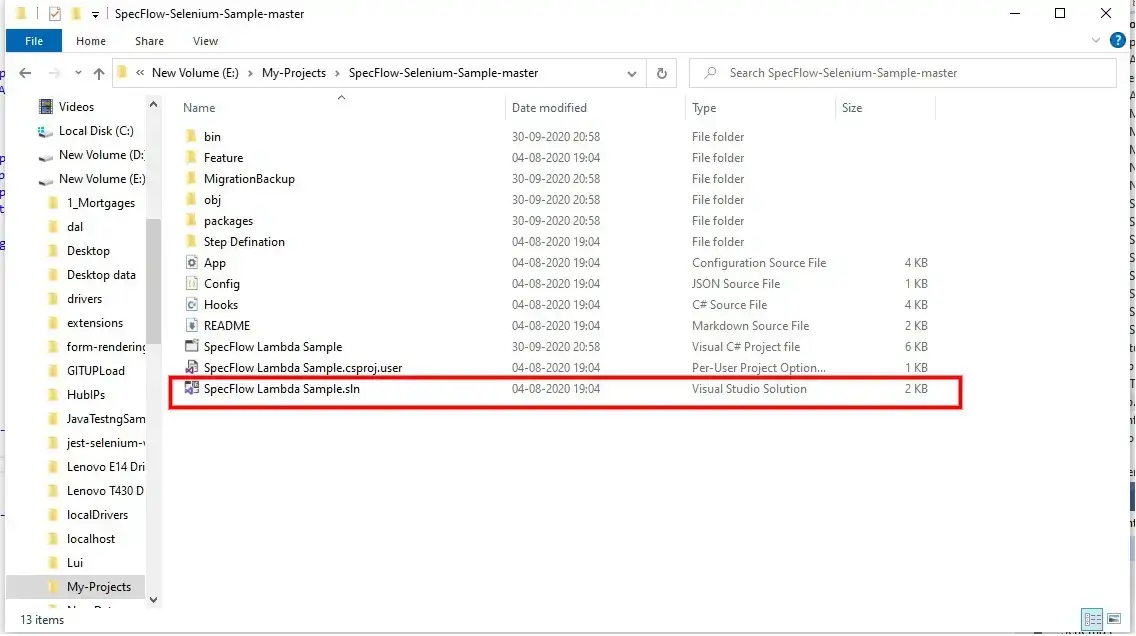 SpecFlow-Selenium-Sample-master
File Home Share View
« New Volume (E:) › My-Projects › SpecFlow-Selenium-Sample-master
Search SpecFlow-Selenium-Sample-master
Videos
Local Disk (C:)
New Volume (D:
New Volume (E:)
1_Mortgages
dal
Desktop
Desktop data
drivers
extensions
form-rendering
GITUPLoad
HubIPs
JavaTestngSam
jest-selenium-
Lenovo E14 Dri
Lenovo T430 D
localDrivers
localhost
Lui
My-Projects
Name Date modified Type Size
bin 30-09-2020 20:58 File folder
Feature 04-08-2020 19:04 File folder
MigrationBackup 30-09-2020 20:58 File folder
obj 30-09-2020 20:58 File folder
packages 30-09-2020 20:58 File folder
Step Defination 04-08-2020 19:04 File folder
App 04-08-2020 19:04 Configuration Source File 4 KB
Config 04-08-2020 19:04 JSON Source File 1 KB
Hooks 04-08-2020 19:04 C# Source File 4 KB
README 04-08-2020 19:04 Markdown Source File 2 KB
SpecFlow Lambda Sample 30-09-2020 20:58 Visual C# Project file 6 KB
SpecFlow Lambda Sample.csproj.user 04-08-2020 19:04 Per-User Project Option... 1 KB
SpecFlow Lambda Sample.sln 04-08-2020 19:04 Visual Studio Solution 2 KB
13 items